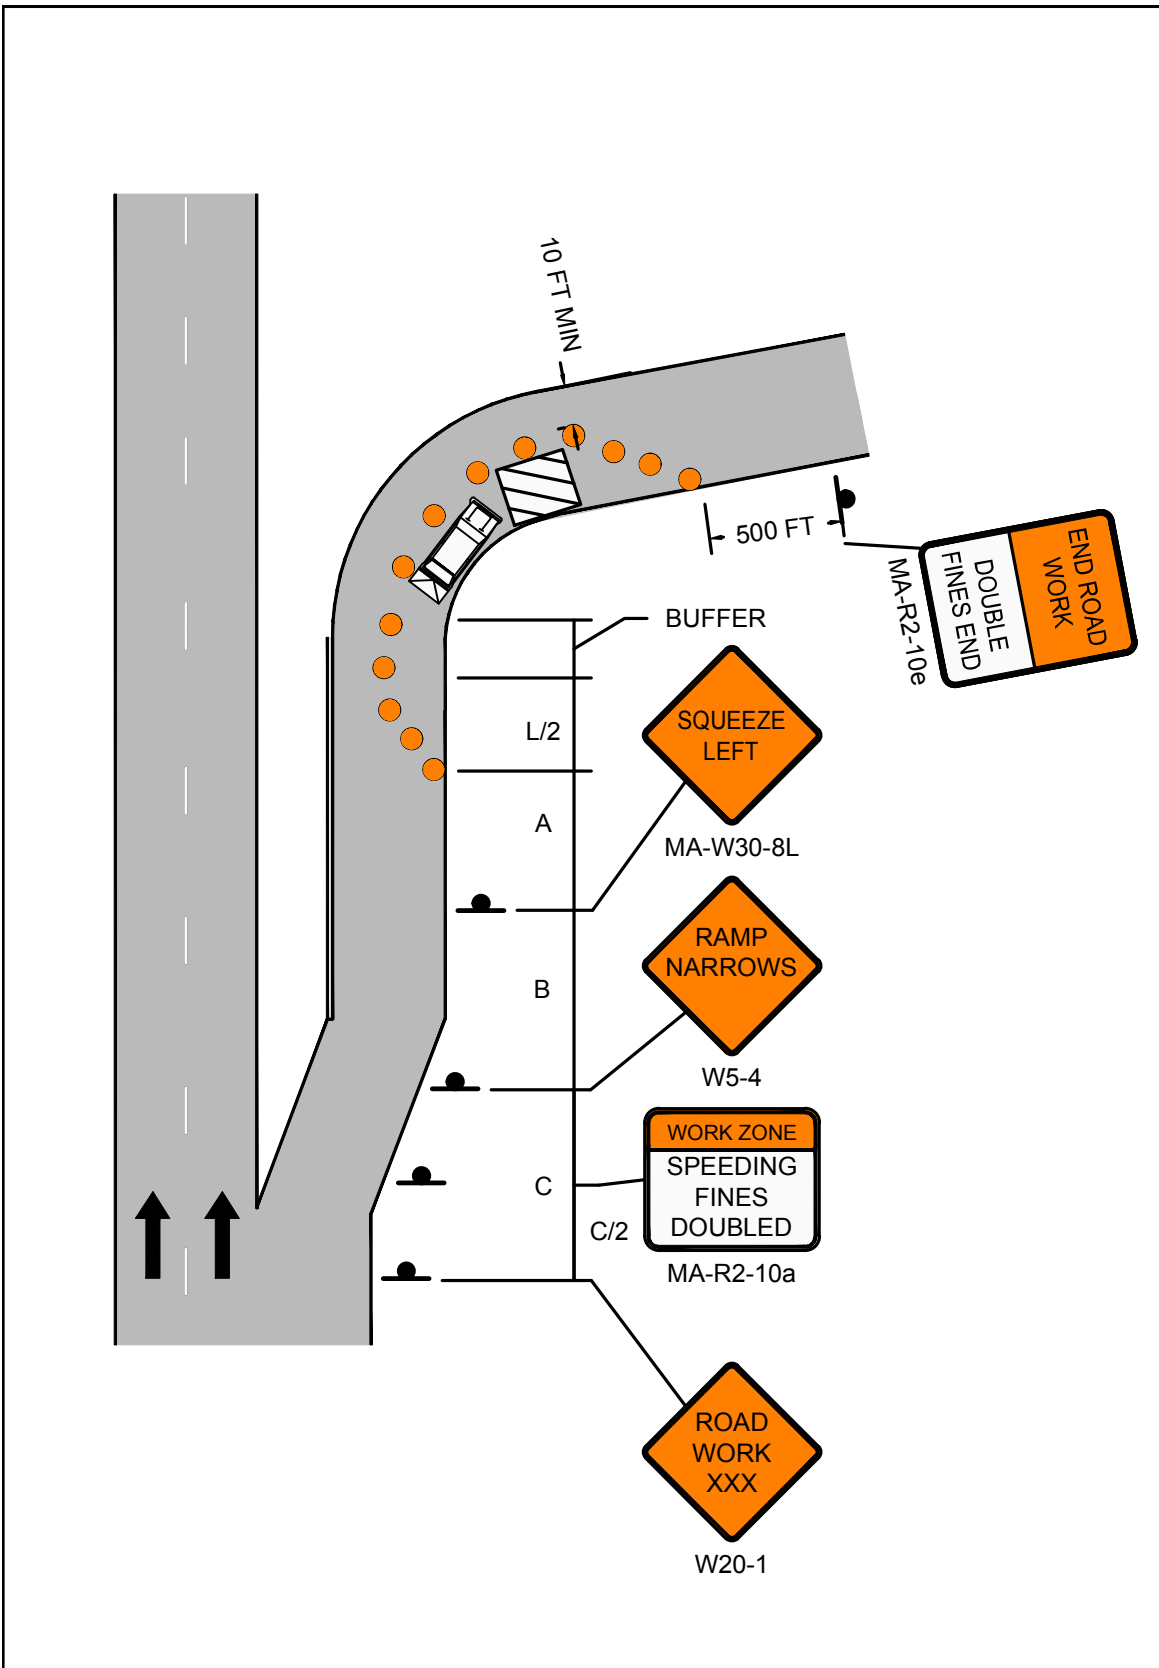 10 FT MIN
500 FT
END ROAD
WORK
DOUBLE
FINES END
MA-R2-10e
BUFFER
L/2
SQUEEZE
LEFT
MA-W30-8L
A
RAMP
NARROWS
W5-4
B
WORK ZONE
SPEEDING
FINES
DOUBLED
MA-R2-10a
C
C/2
ROAD
WORK
XXX
W20-1